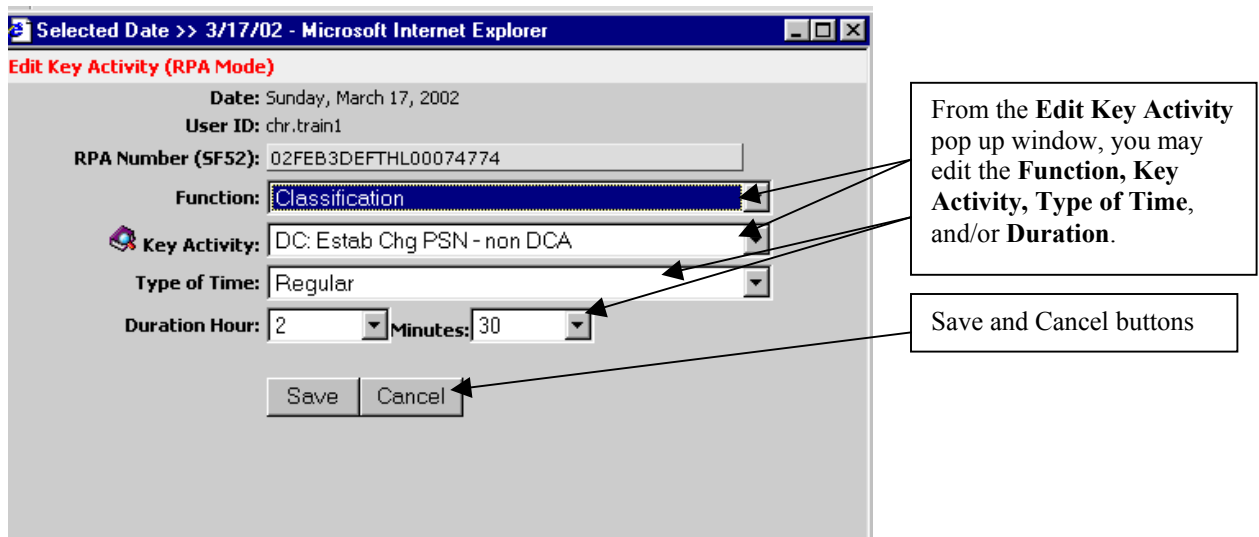 Selected Date >> 3/17/02 - Microsoft Internet Explorer
Edit Key Activity (RPA Mode)
Date: Sunday, March 17, 2002
User ID: chr.train1
RPA Number (SF52): 02FEB3DEFTHL00074774
Function: Classification
Key Activity: DC: Estab Chg PSN - non DCA
Type of Time: Regular
Duration Hour: 2 Minutes: 30
Save Cancel
From the Edit Key Activity
pop up window, you may
edit the Function, Key
Activity, Type of Time,
and/or Duration.
Save and Cancel buttons